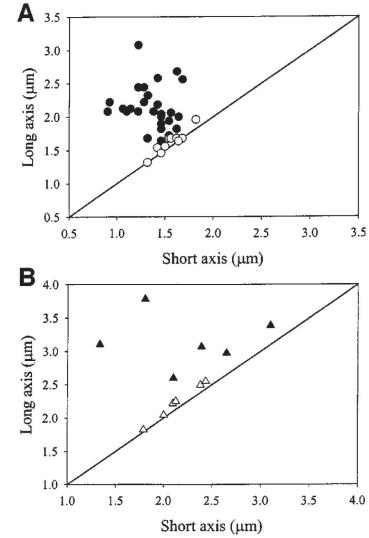 A
3.5
3.0
2.5
2.0
1.5
1.0
0.5
Long axis (μm)
0.5 1.0 1.5 2.0 2.5 3.0 3.5
Short axis (μm)
B
4.0
3.5
3.0
2.5
2.0
1.5
1.0
Long axis (μm)
1.0 1.5 2.0 2.5 3.0 3.5 4.0
Short axis (μm)